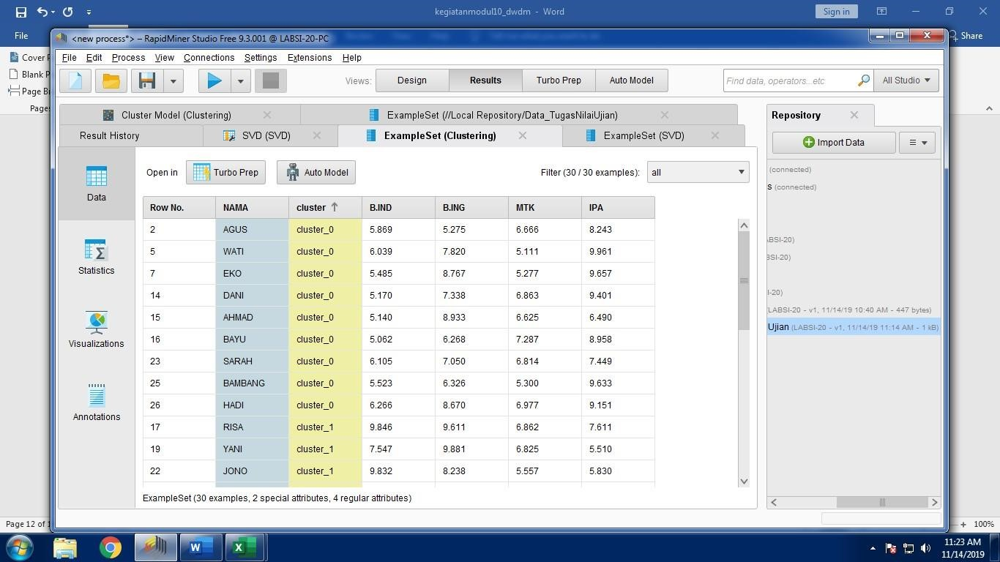 kegiatanmodul10_dwdm - Word
Sign in
File
Share
<new process*> – RapidMiner Studio Free 9.3.001 @ LABSI-20-PC
File Edit Process View Connections Settings Extensions Help
Cover P
Blank P
Page Br
Pages
Views:
Design
Results
Turbo Prep
Auto Model
Find data, operators...etc
All Studio
Cluster Model (Clustering)
ExampleSet (//Local Repository/Data_TugasNilaiUjian)
Result History
SVD (SVD)
ExampleSet (Clustering)
ExampleSet (SVD)
Repository
Import Data
Data
Statistics
Visualizations
Annotations
Open in
Turbo Prep
Auto Model
Filter (30 / 30 examples):
all
Row No. NAMA cluster B.IND B.ING MTK IPA
2 AGUS cluster_0 5.869 5.275 6.666 8.243
5 WATI cluster_0 6.039 7.820 5.111 9.961
7 EKO cluster_0 5.485 8.767 5.277 9.657
14 DANI cluster_0 5.170 7.338 6.863 9.401
15 AHMAD cluster_0 5.140 8.933 6.625 6.490
16 BAYU cluster_0 5.062 6.268 7.287 8.958
23 SARAH cluster_0 6.105 7.050 6.814 7.449
25 BAMBANG cluster_0 5.523 6.326 5.300 9.633
26 HADI cluster_0 6.266 8.670 6.977 9.151
17 RISA cluster_1 9.846 9.611 6.862 7.611
19 YANI cluster_1 7.547 9.881 6.825 5.510
22 JONO cluster_1 9.832 8.238 5.557 5.830
ExampleSet (30 examples, 2 special attributes, 4 regular attributes)
(connected)
s (connected)
ABSI-20)
BSI-20)
I-20)
LABSI-20 - v1, 11/14/19 10:40 AM - 447 bytes)
Ujian (LABSI-20 - v1, 11/14/19 11:14 AM - 1 kB)
Page 12 of 1
100%
11:23 AM
11/14/2019